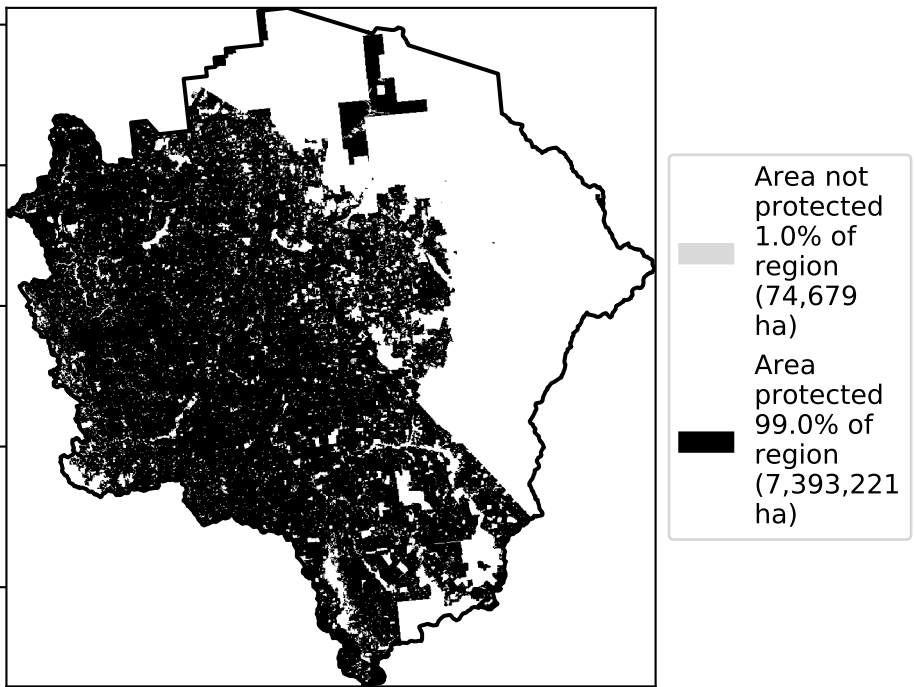 Area not
protected
1.0% of
region
(74,679
ha)
Area
protected
99.0% of
region
(7,393,221
ha)